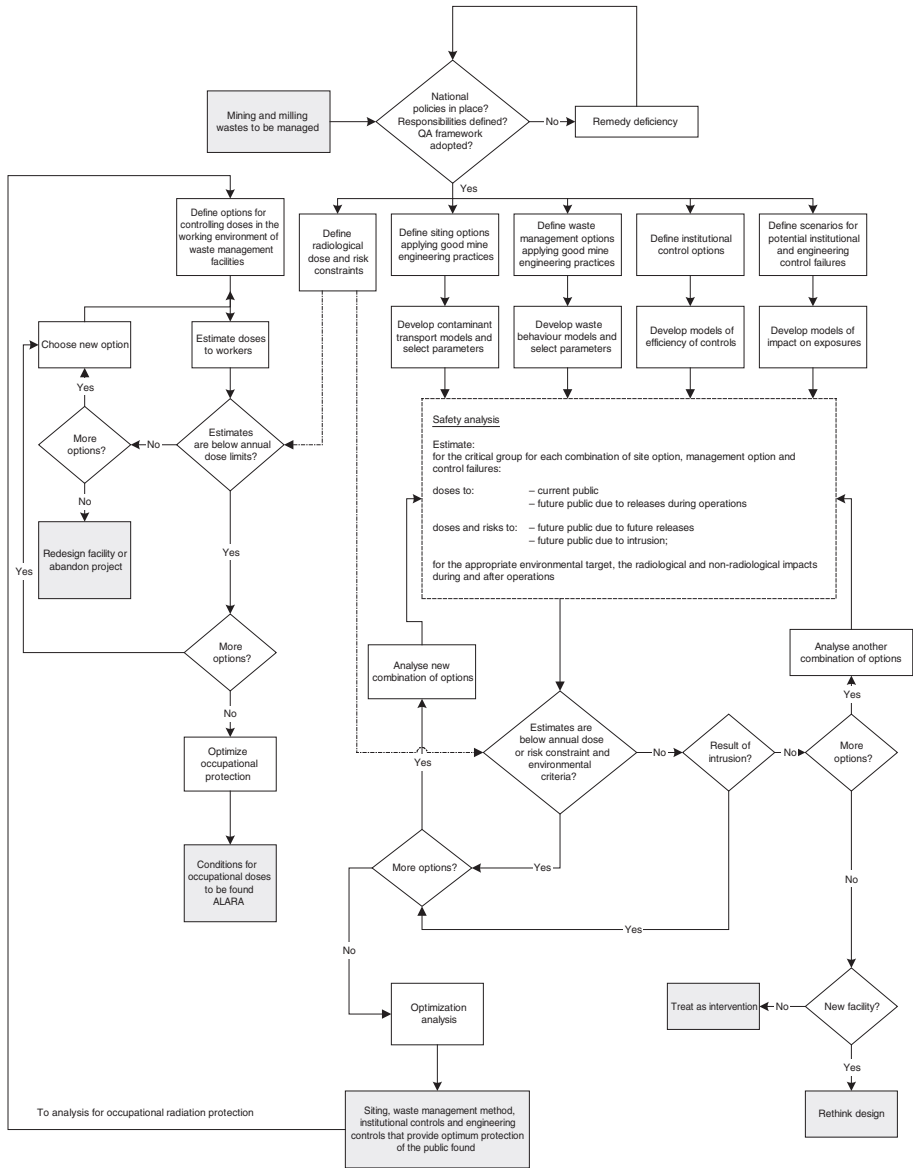 National
policies in place?
Responsibilities defined?
QA framework
adopted?
Mining and milling
wastes to be managed
No
Remedy deficiency
Yes
Define options for
controlling doses in the
working environment of
waste management
facilities
Define
radiological
dose and risk
constraints
Define siting options
applying good mine
engineering practices
Define waste
management options
applying good mine
engineering practices
Define institutional
control options
Define scenarios for
potential institutional
and engineering
control failures
Choose new option
Estimate doses
to workers
Develop contaminant
transport models and
select parameters
Develop waste
behaviour models and
select parameters
Develop models of
efficiency of controls
Develop models of
impact on exposures
Yes
More
options?
No
Estimates
are below annual
dose limits?
No
Redesign facility or
abandon project
Yes
Yes
Safety analysis
Estimate:
for the critical group for each combination of site option, management option and
control failures:
doses to: – current public
– future public due to releases during operations
doses and risks to: – future public due to future releases
– future public due to intrusion;
for the appropriate environmental target, the radiological and non-radiological impacts
during and after operations
More
options?
No
Optimize
occupational
protection
Conditions for
occupational doses
to be found
ALARA
Analyse new
combination of options
Analyse another
combination of options
Yes
Yes
Estimates are
below annual dose
or risk constraint and
environmental
criteria?
No
Result of
intrusion?
No
More
options?
More options?
Yes
No
Yes
No
Optimization
analysis
Treat as intervention
No
New facility?
Yes
Rethink design
To analysis for occupational radiation protection
Siting, waste management method,
institutional controls and engineering
controls that provide optimum protection
of the public found